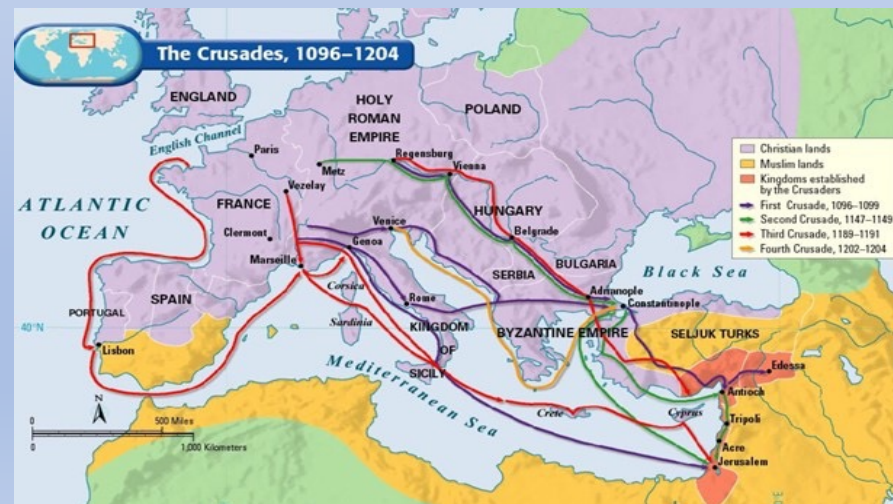 The Crusades, 1096–1204
ENGLAND
English Channel
Paris
HOLY
ROMAN
EMPIRE
POLAND
Regensburg
Metz
Vienna
Vezelay
ATLANTIC
OCEAN
FRANCE
Clermont
Venice
Genoa
Marseille
HUNGARY
Belgrade
SERBIA
BULGARIA
Black Sea
Adrianople
Constantinople
Corsica
Rome
Sardinia
KINGDOM
OF
SICILY
BYZANTINE EMPIRE
SELJUK TURKS
PORTUGAL
SPAIN
40°N
Lisbon
Mediterranean Sea
Crete
Cyprus
Edessa
Antioch
Tripoli
Acre
Jerusalem
N
0 500 Miles
0 1,000 Kilometers
Christian lands
Muslim lands
Kingdoms established
by the Crusaders
First Crusade, 1096–1099
Second Crusade, 1147–1149
Third Crusade, 1189–1191
Fourth Crusade, 1202–1204